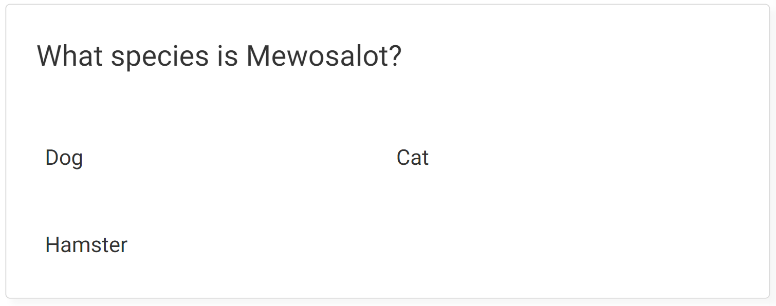 What species is Mewosalot?
Dog
Cat
Hamster